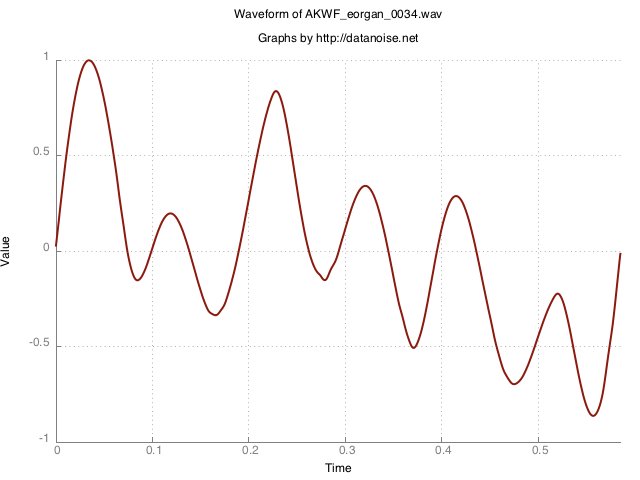 Waveform of AKWF_eorgan_0034.wav
Graphs by http://datanoise.net
1
0.5
0
-0.5
-1
Value
0 0.1 0.2 0.3 0.4 0.5
Time